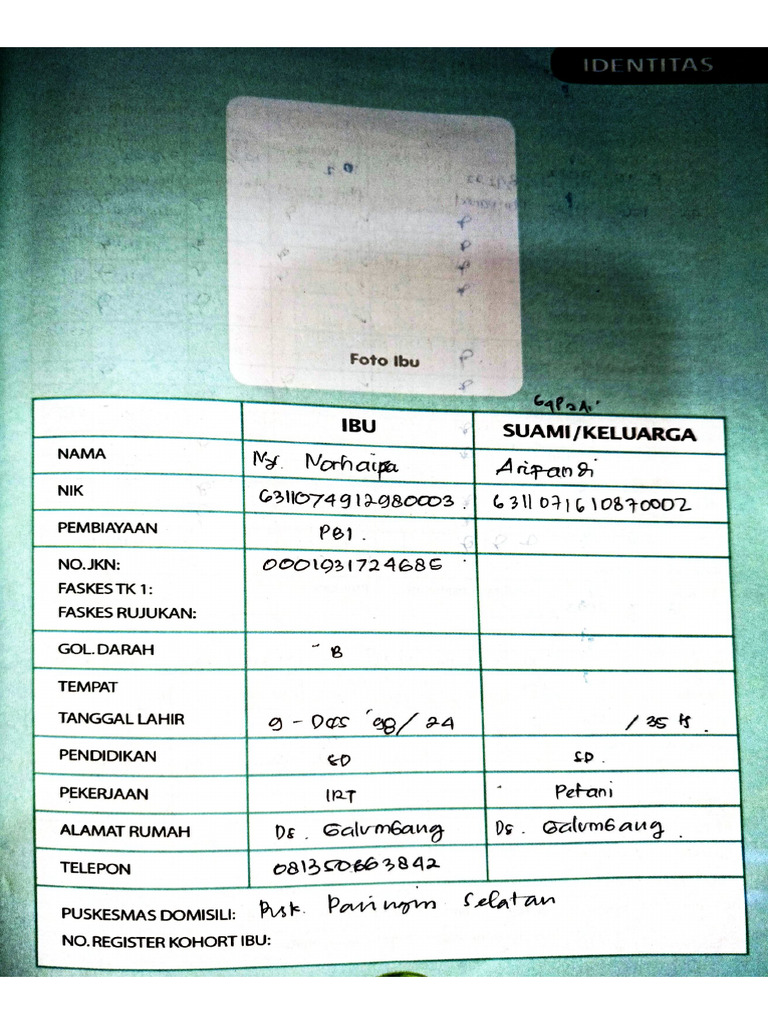 IDENTITAS
Foto Ibu
IBU SUAMI/KELUARGA
NAMA Ny. Norhaipa Aripandi
NIK 6311074912980003. 6311071610870002
PEMBIAYAAN PBI.
NO.JKN: 0001931724685
FASKES TK 1:
FASKES RUJUKAN:
GOL.DARAH B
TEMPAT
TANGGAL LAHIR 9 - Des '98/24 /35 th.
PENDIDIKAN SD SD.
PEKERJAAN IRT Petani
ALAMAT RUMAH Ds. Galumbang Ds. Galumbang.
TELEPON 081350663842
PUSKESMAS DOMISILI: Pusk. Paringin Selatan
NO. REGISTER KOHORT IBU: